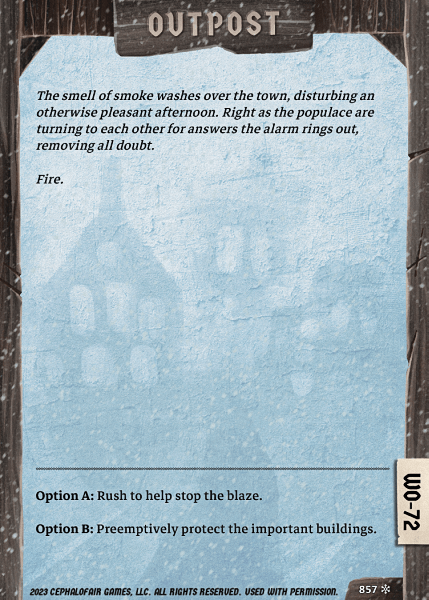 OUTPOST
The smell of smoke washes over the town, disturbing an
otherwise pleasant afternoon. Right as the populace are
turning to each other for answers the alarm rings out,
removing all doubt.
Fire.
Option A: Rush to help stop the blaze.
Option B: Preemptively protect the important buildings.
WO-72
2023 CEPHALOFAIR GAMES, LLC. ALL RIGHTS RESERVED. USED WITH PERMISSION.
857